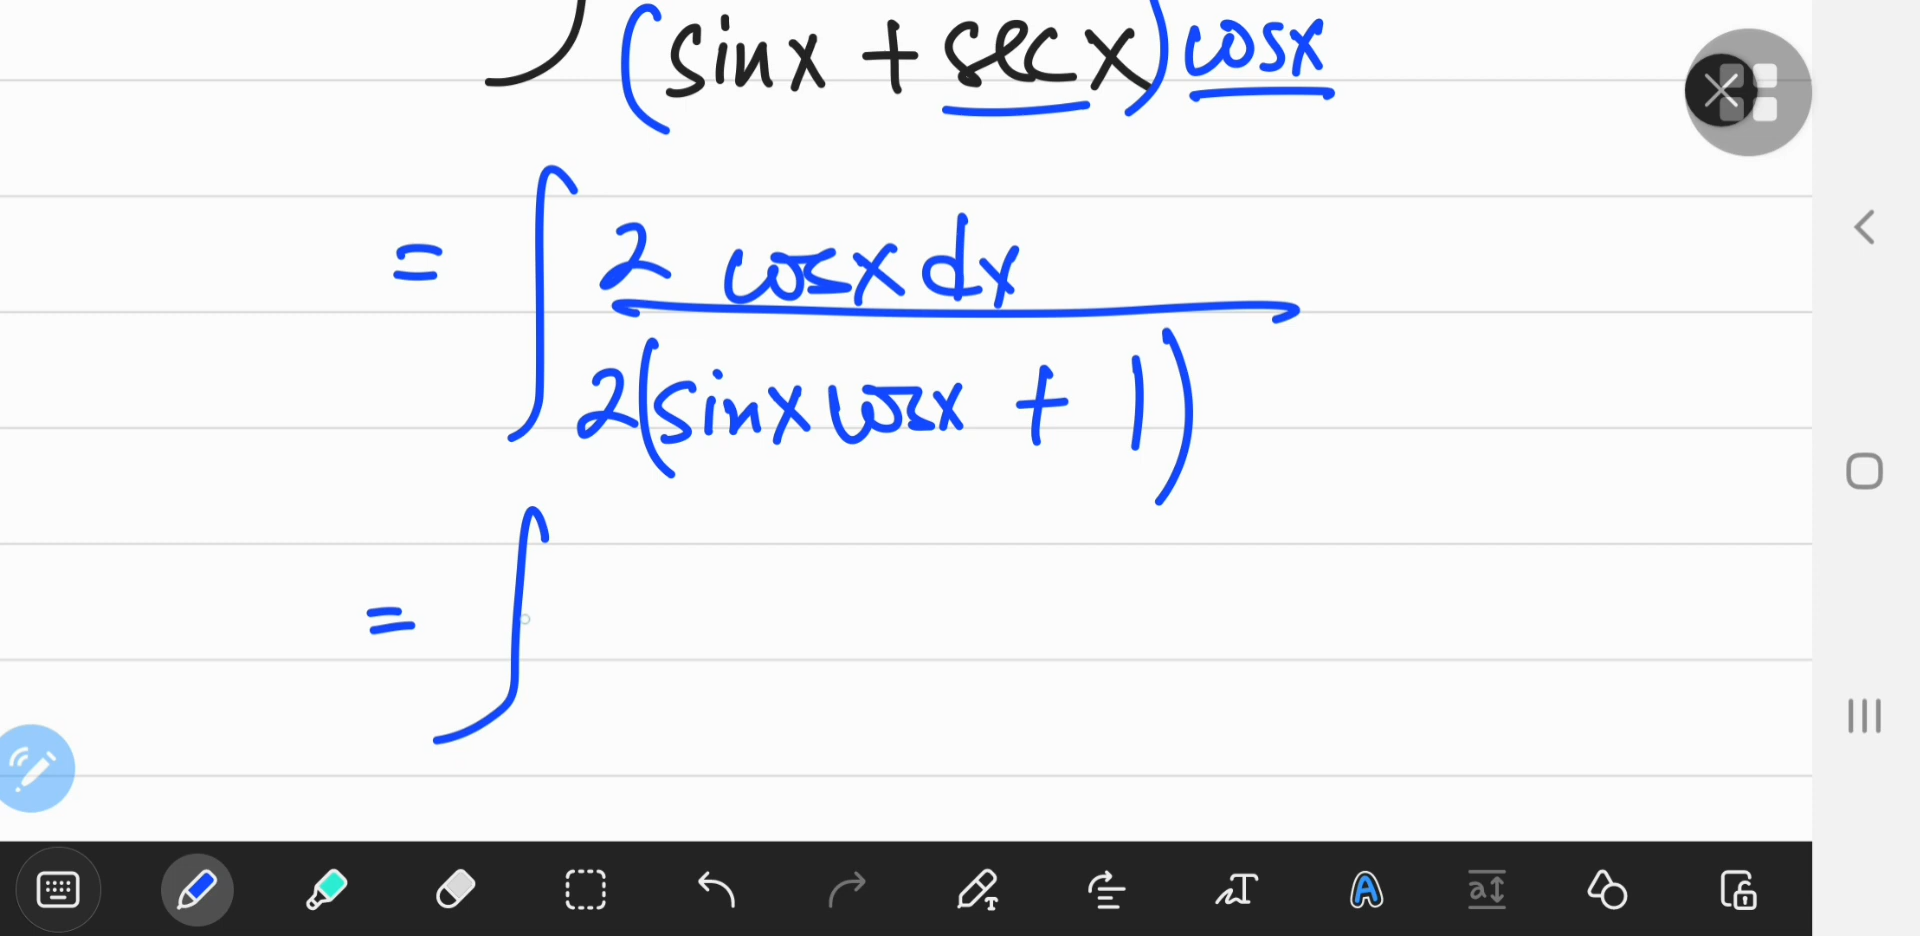 ∫ (sinx + secx) cosx
= ∫ 2 cosx dx
2(sinx cosx + 1)
= ∫